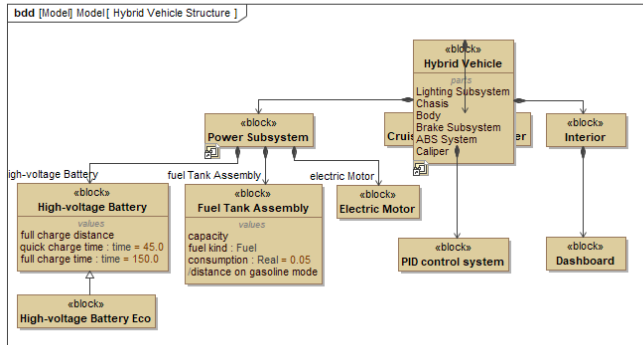 bdd [Model] Model[ Hybrid Vehicle Structure ]
«block»
Hybrid Vehicle
parts
Lighting Subsystem
Chasis
Body
Brake Subsystem
ABS System
Caliper
«block»
Power Subsystem
Cruis
er
«block»
Interior
igh-voltage Battery
fuel Tank Assembly
electric Motor
«block»
High-voltage Battery
values
full charge distance
quick charge time : time = 45.0
full charge time : time = 150.0
«block»
Fuel Tank Assembly
values
capacity
fuel kind : Fuel
consumption : Real = 0.05
/distance on gasoline mode
«block»
Electric Motor
«block»
PID control system
«block»
Dashboard
«block»
High-voltage Battery Eco